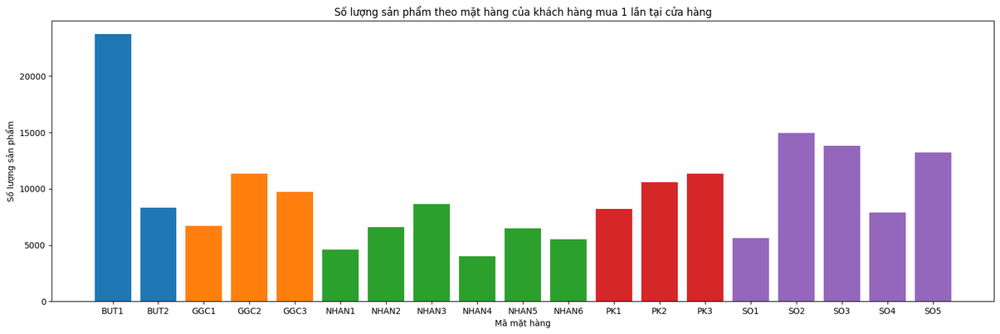 Số lượng sản phẩm theo mặt hàng của khách hàng mua 1 lần tại cửa hàng
Số lượng sản phẩm
20000
15000
10000
5000
0
BUT1 BUT2 GGC1 GGC2 GGC3 NHAN1 NHAN2 NHAN3 NHAN4 NHAN5 NHAN6 PK1 PK2 PK3 SO1 SO2 SO3 SO4 SO5
Mã mặt hàng